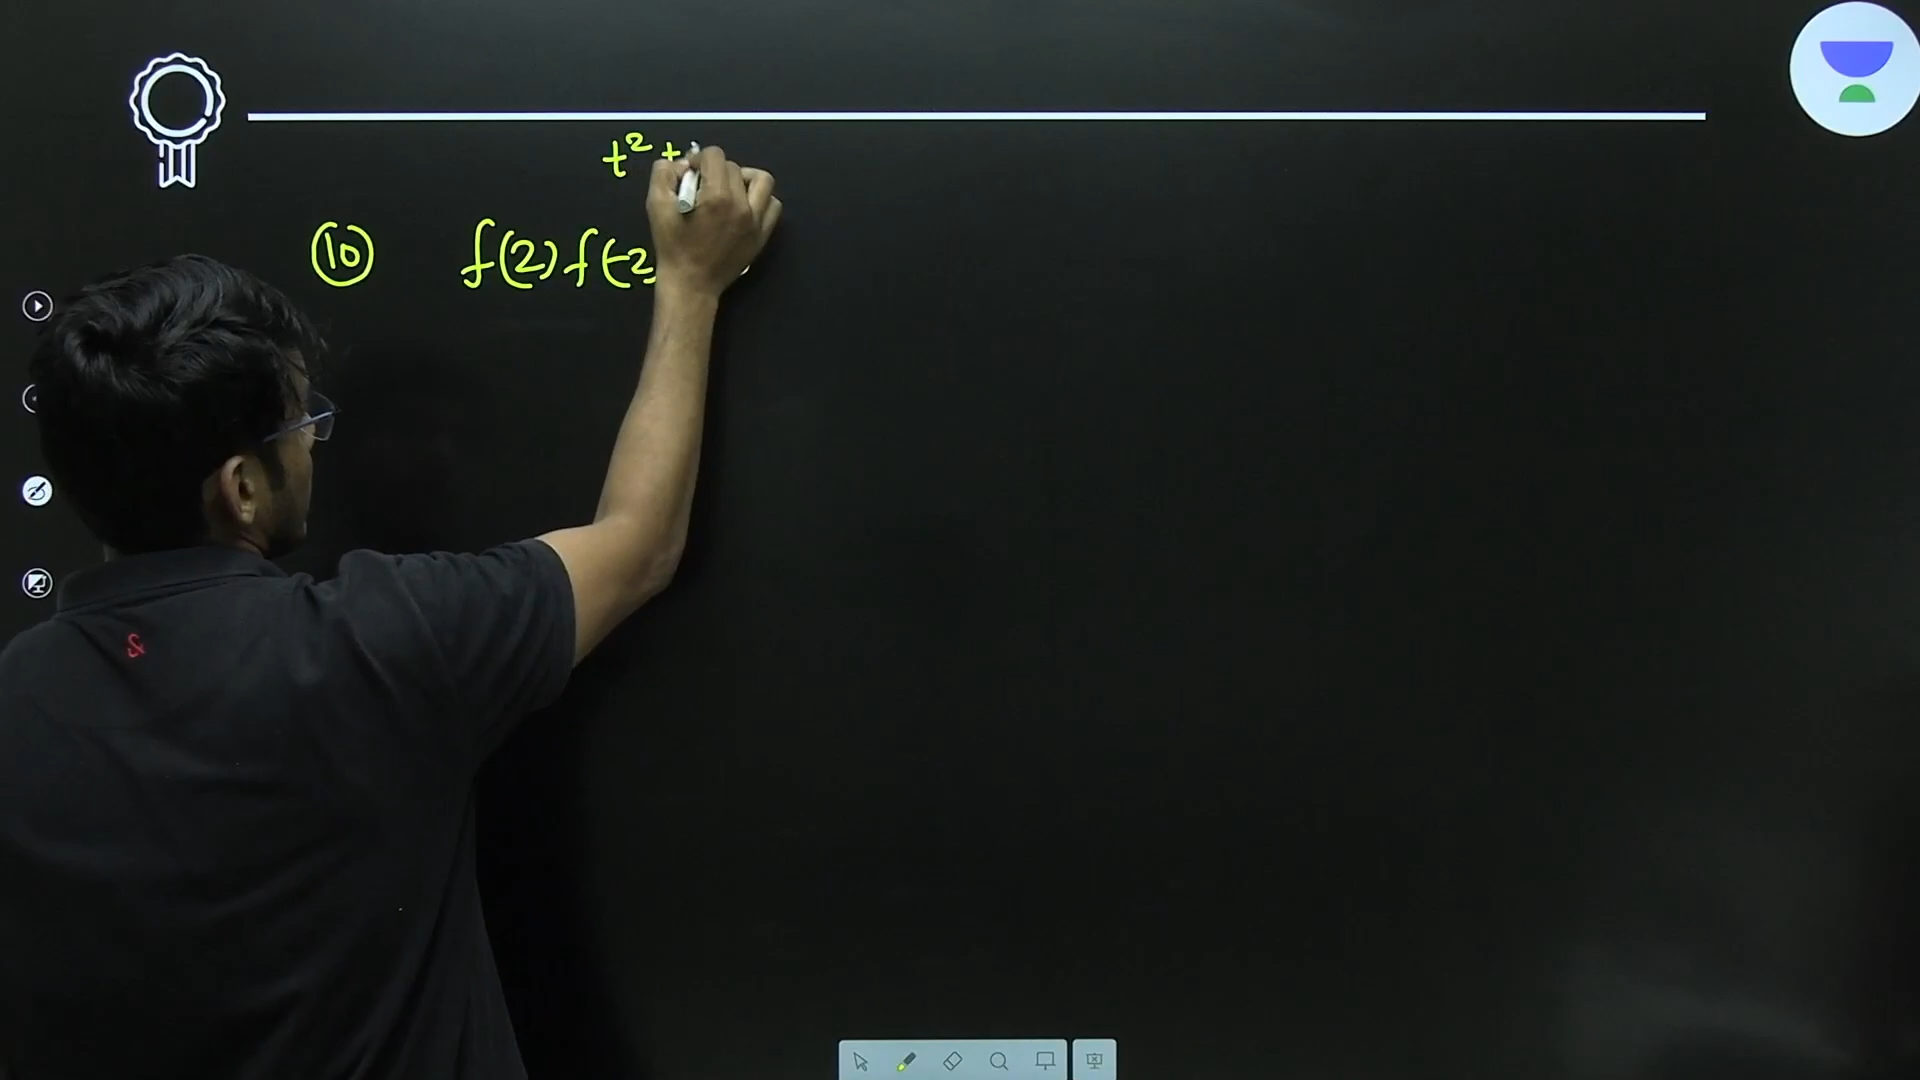 t² +
(10) f(2) f(-2